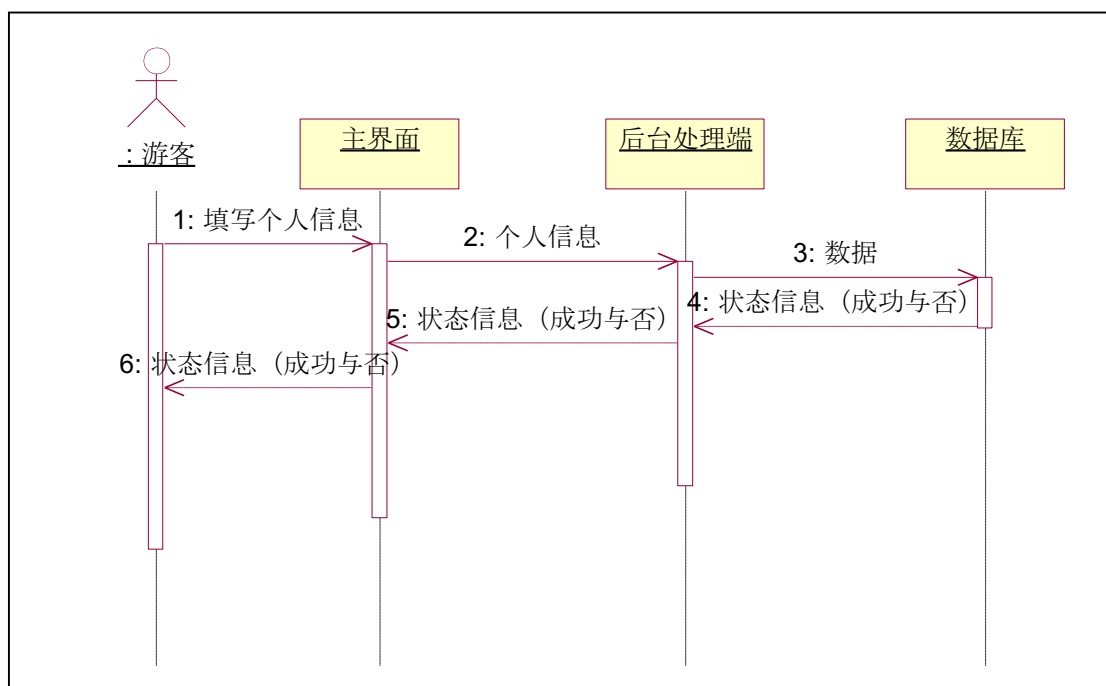 : 游客
主界面
后台处理端
数据库
1: 填写个人信息
2: 个人信息
3: 数据
4: 状态信息（成功与否）
5: 状态信息（成功与否）
6: 状态信息（成功与否）